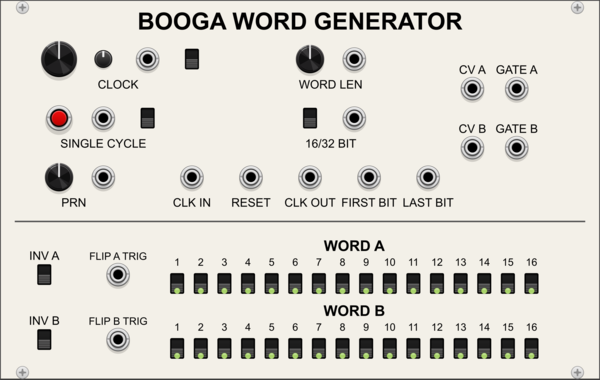 BOOGA WORD GENERATOR
CLOCK
WORD LEN
CV A GATE A
SINGLE CYCLE
16/32 BIT
CV B GATE B
PRN
CLK IN RESET CLK OUT FIRST BIT LAST BIT
WORD A
INV A
FLIP A TRIG
1 2 3 4 5 6 7 8 9 10 11 12 13 14 15 16
WORD B
INV B
FLIP B TRIG
1 2 3 4 5 6 7 8 9 10 11 12 13 14 15 16